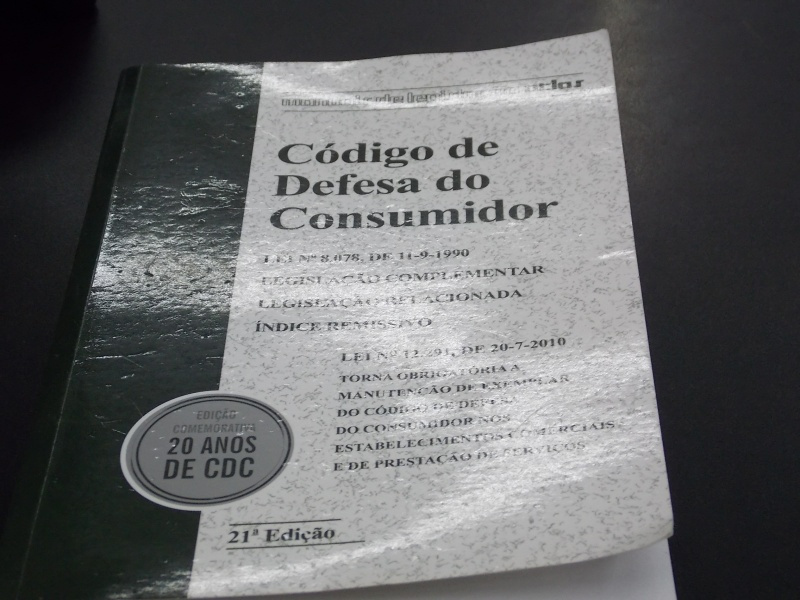 Código de
Defesa do
Consumidor
LEI Nº 8.078, DE 11-9-1990
LEGISLAÇÃO COMPLEMENTAR
LEGISLAÇÃO RELACIONADA
ÍNDICE REMISSIVO
LEI Nº 12.291, DE 20-7-2010
TORNA OBRIGATÓRIA A
MANUTENÇÃO DE EXEMPLAR
DO CÓDIGO DE DEFESA
DO CONSUMIDOR NOS
ESTABELECIMENTOS COMERCIAIS
E DE PRESTAÇÃO DE SERVIÇOS
EDIÇÃO
COMEMORATIVA
20 ANOS
DE CDC
21ª Edição